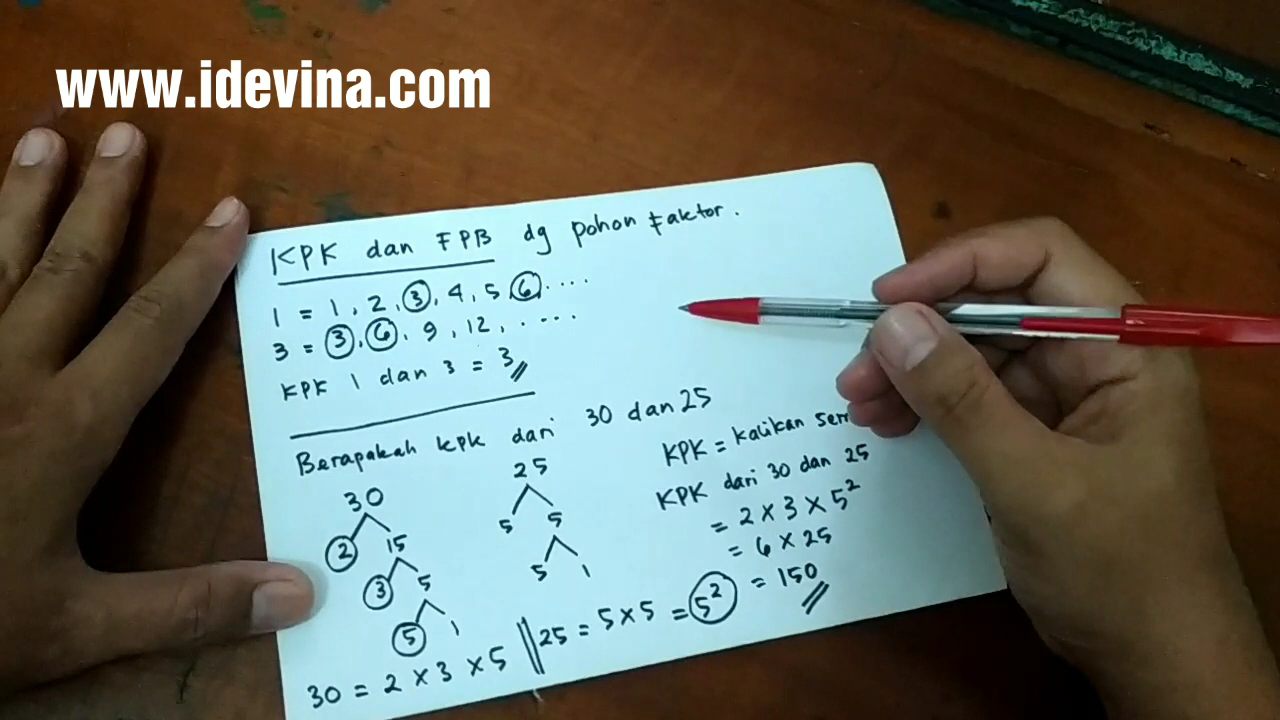 www.idevina.com
KPK dan FPB dg pohon faktor.
1 = 1, 2, 3, 4, 5, 6, ....
3 = 3, 6, 9, 12, ....
KPK 1 dan 3 = 3
Berapakah kpk dari 30 dan 25
30
2 15
3 5
5 1
30 = 2 x 3 x 5
25
5 5
5 1
25 = 5 x 5 = 5²
KPK = kalikan
KPK dari 30 dan 25
= 2 x 3 x 5²
= 6 x 25
= 150